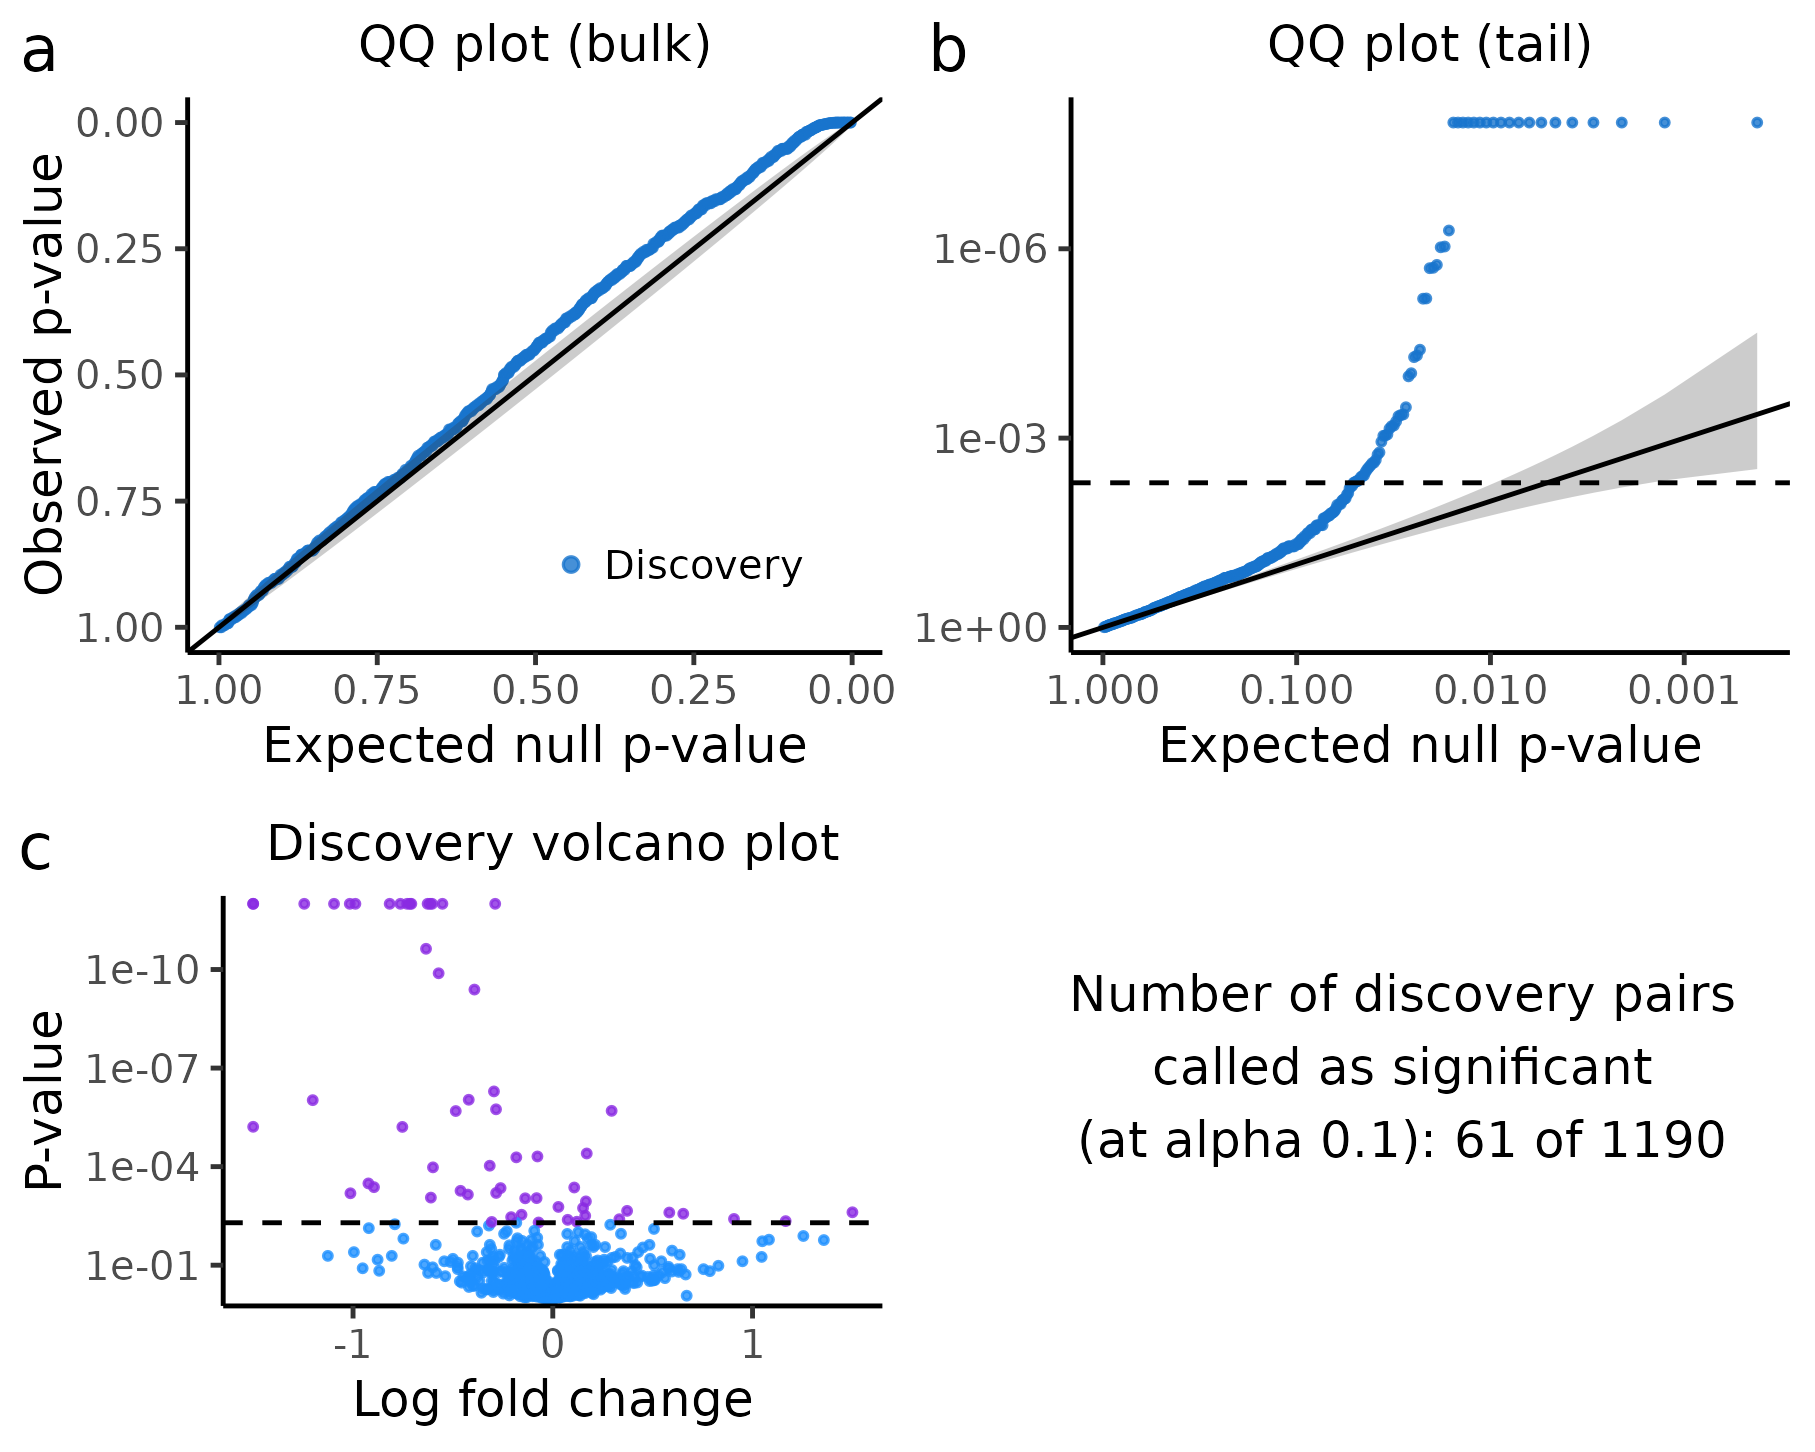 a
QQ plot (bulk)
Observed p-value
0.00
0.25
0.50
0.75
1.00
Discovery
1.00 0.75 0.50 0.25 0.00
Expected null p-value
b
QQ plot (tail)
1e-06
1e-03
1e+00
1.000 0.100 0.010 0.001
Expected null p-value
c
Discovery volcano plot
P-value
1e-10
1e-07
1e-04
1e-01
-1 0 1
Log fold change
Number of discovery pairs
called as significant
(at alpha 0.1): 61 of 1190